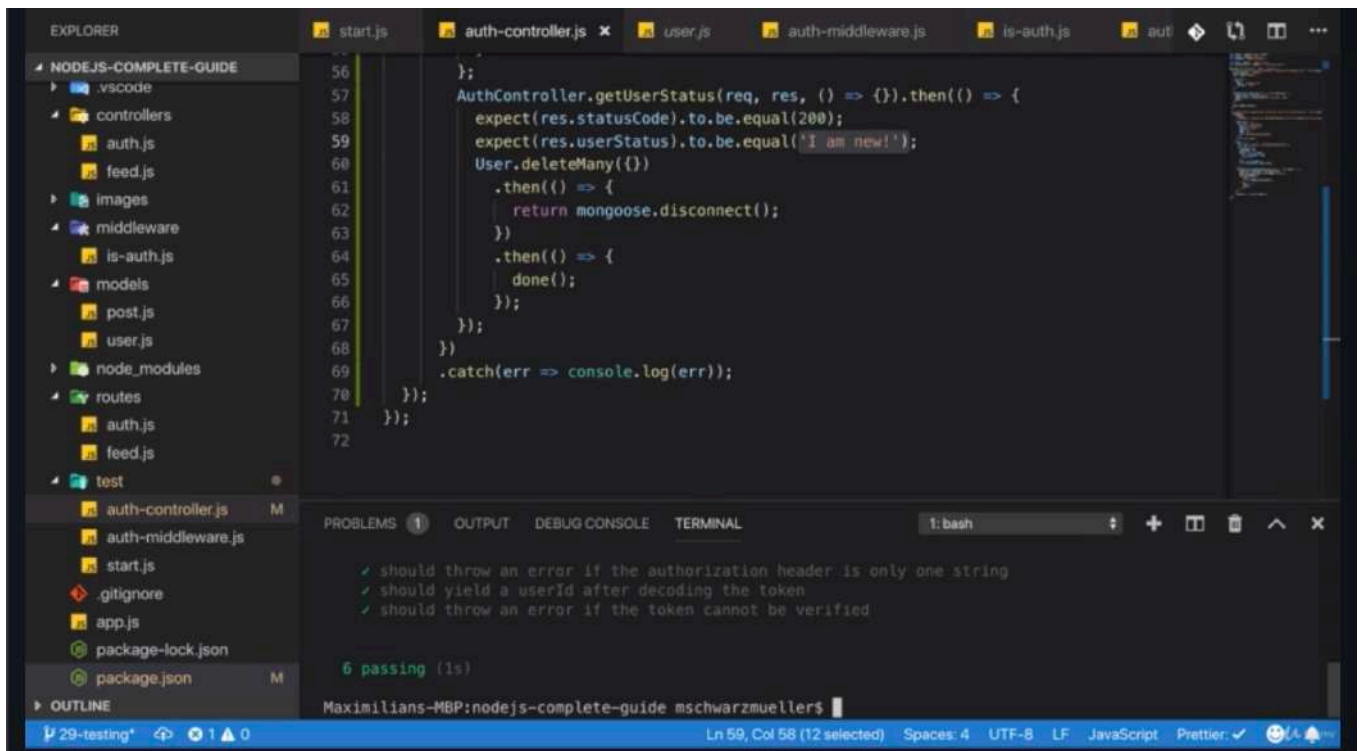 EXPLORER
start.js
auth-controller.js ×
user.js
auth-middleware.js
is-auth.js
aut
NODEJS-COMPLETE-GUIDE
.vscode
controllers
auth.js
feed.js
images
middleware
is-auth.js
models
post.js
user.js
node_modules
routes
auth.js
feed.js
test
auth-controller.js M
auth-middleware.js
start.js
.gitignore
app.js
package-lock.json
package.json M
OUTLINE
56 };
57 AuthController.getUserStatus(req, res, () => {}).then(() => {
58 expect(res.statusCode).to.be.equal(200);
59 expect(res.userStatus).to.be.equal('I am new!');
60 User.deleteMany({})
61 .then(() => {
62 return mongoose.disconnect();
63 })
64 .then(() => {
65 done();
66 });
67 });
68 })
69 .catch(err => console.log(err));
70 });
71 });
72
PROBLEMS 1 OUTPUT DEBUG CONSOLE TERMINAL 1: bash
✓ should throw an error if the authorization header is only one string
✓ should yield a userId after decoding the token
✓ should throw an error if the token cannot be verified
6 passing (1s)
Maximilians-MBP:nodejs-complete-guide mschwarzmueller$
29-testing* 1 0 Ln 59, Col 58 (12 selected) Spaces: 4 UTF-8 LF JavaScript Prettier: ✓